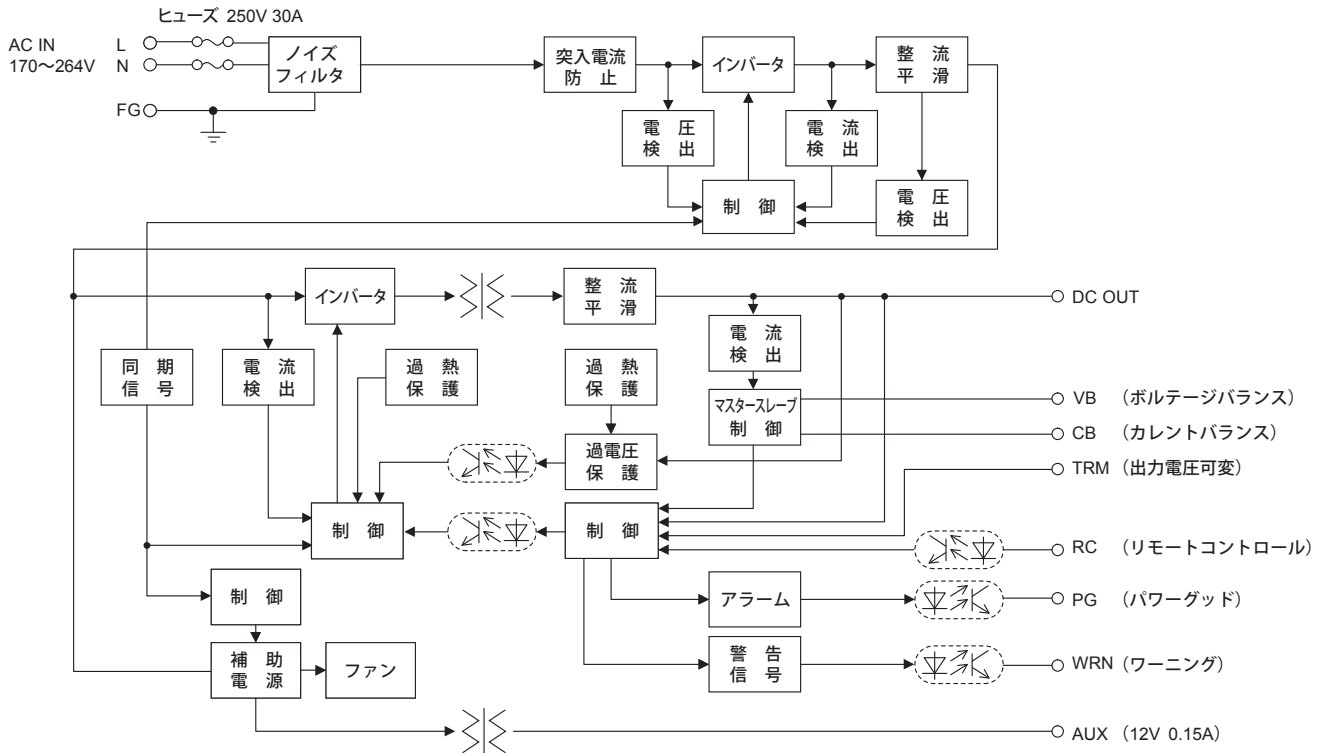 ヒューズ 250V 30A
AC IN
170～264V
L
N
FG
ノイズ
フィルタ
突入電流
防 止
インバータ
整 流
平 滑
電 圧
検 出
電 流
検 出
制 御
電 圧
検 出
インバータ
整 流
平 滑
DC OUT
同 期
信 号
電 流
検 出
過 熱
保 護
過 熱
保 護
電 流
検 出
マスタースレーブ
制 御
VB （ボルテージバランス）
CB （カレントバランス）
過電圧
保 護
TRM （出力電圧可変）
制 御
制 御
RC （リモートコントロール）
制 御
アラーム
PG （パワーグッド）
補 助
電 源
ファン
警 告
信 号
WRN （ワーニング）
AUX （12V 0.15A）